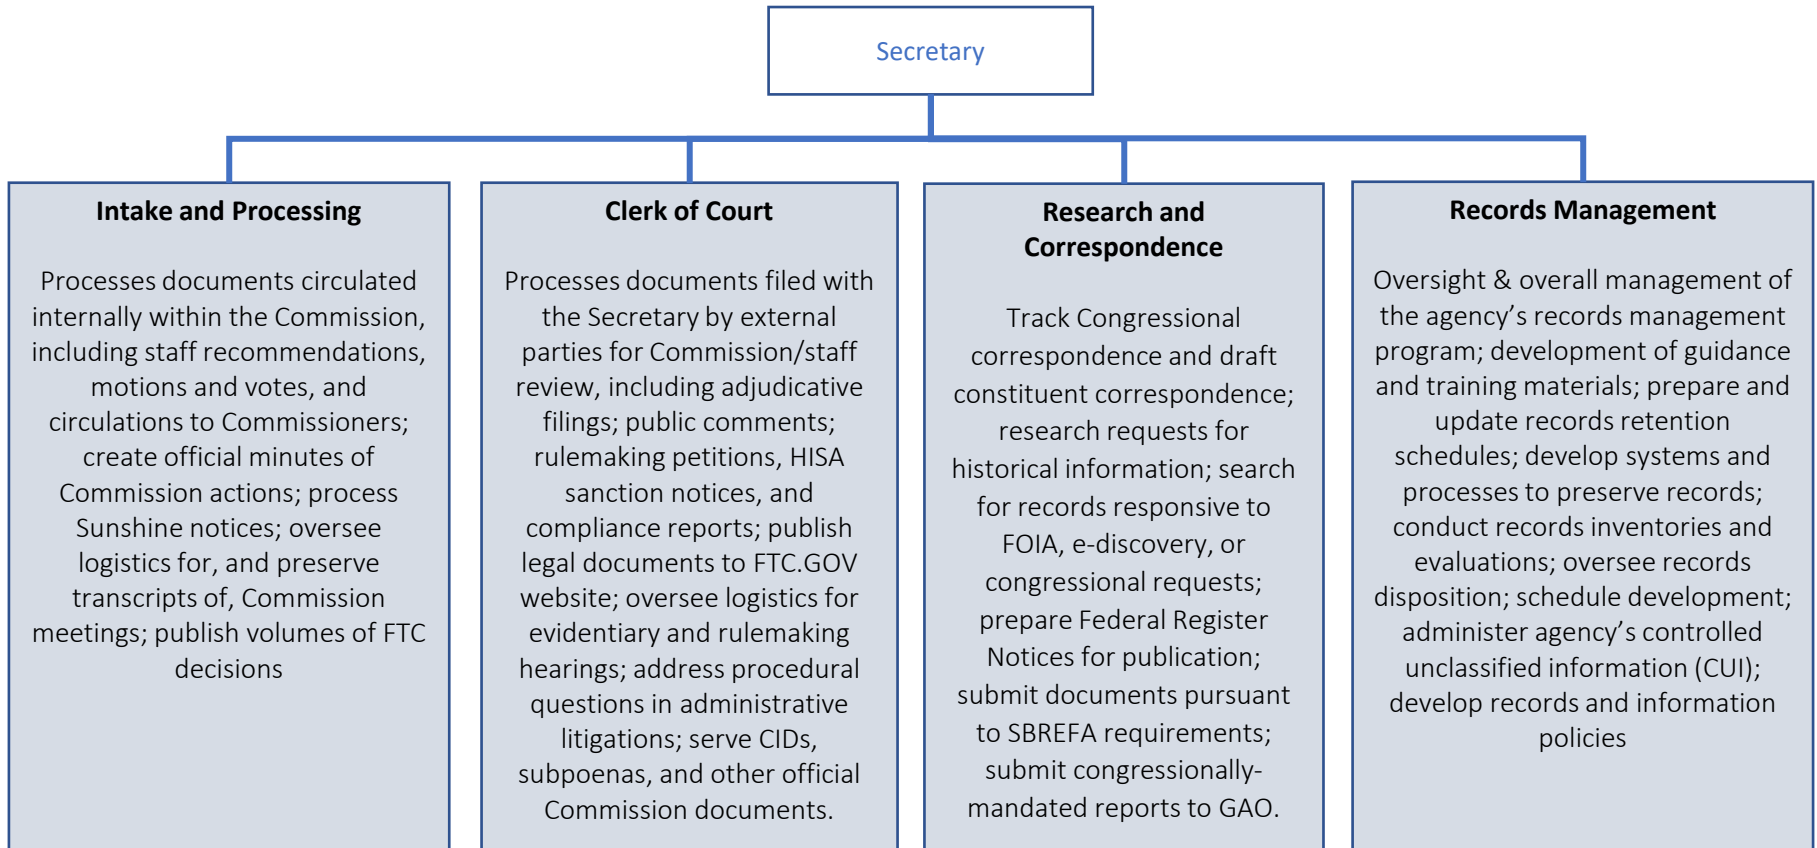 Secretary
Intake and Processing
Processes documents circulated
internally within the Commission,
including staff recommendations,
motions and votes, and
circulations to Commissioners;
create official minutes of
Commission actions; process
Sunshine notices; oversee
logistics for, and preserve
transcripts of, Commission
meetings; publish volumes of FTC
decisions
Clerk of Court
Processes documents filed with
the Secretary by external
parties for Commission/staff
review, including adjudicative
filings; public comments;
rulemaking petitions, HISA
sanction notices, and
compliance reports; publish
legal documents to FTC.GOV
website; oversee logistics for
evidentiary and rulemaking
hearings; address procedural
questions in administrative
litigations; serve CIDs,
subpoenas, and other official
Commission documents.
Research and
Correspondence
Track Congressional
correspondence and draft
constituent correspondence;
research requests for
historical information; search
for records responsive to
FOIA, e-discovery, or
congressional requests;
prepare Federal Register
Notices for publication;
submit documents pursuant
to SBREFA requirements;
submit congressionally-
mandated reports to GAO.
Records Management
Oversight & overall management of
the agency’s records management
program; development of guidance
and training materials; prepare and
update records retention
schedules; develop systems and
processes to preserve records;
conduct records inventories and
evaluations; oversee records
disposition; schedule development;
administer agency’s controlled
unclassified information (CUI);
develop records and information
policies